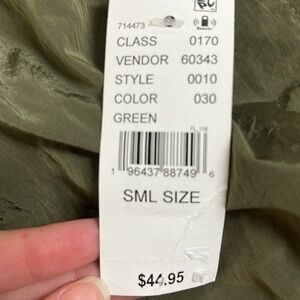 714473
CLASS 0170
VENDOR 60343
STYLE 0010
COLOR 030
GREEN
1 96437 88749 6
SML SIZE
$44.95